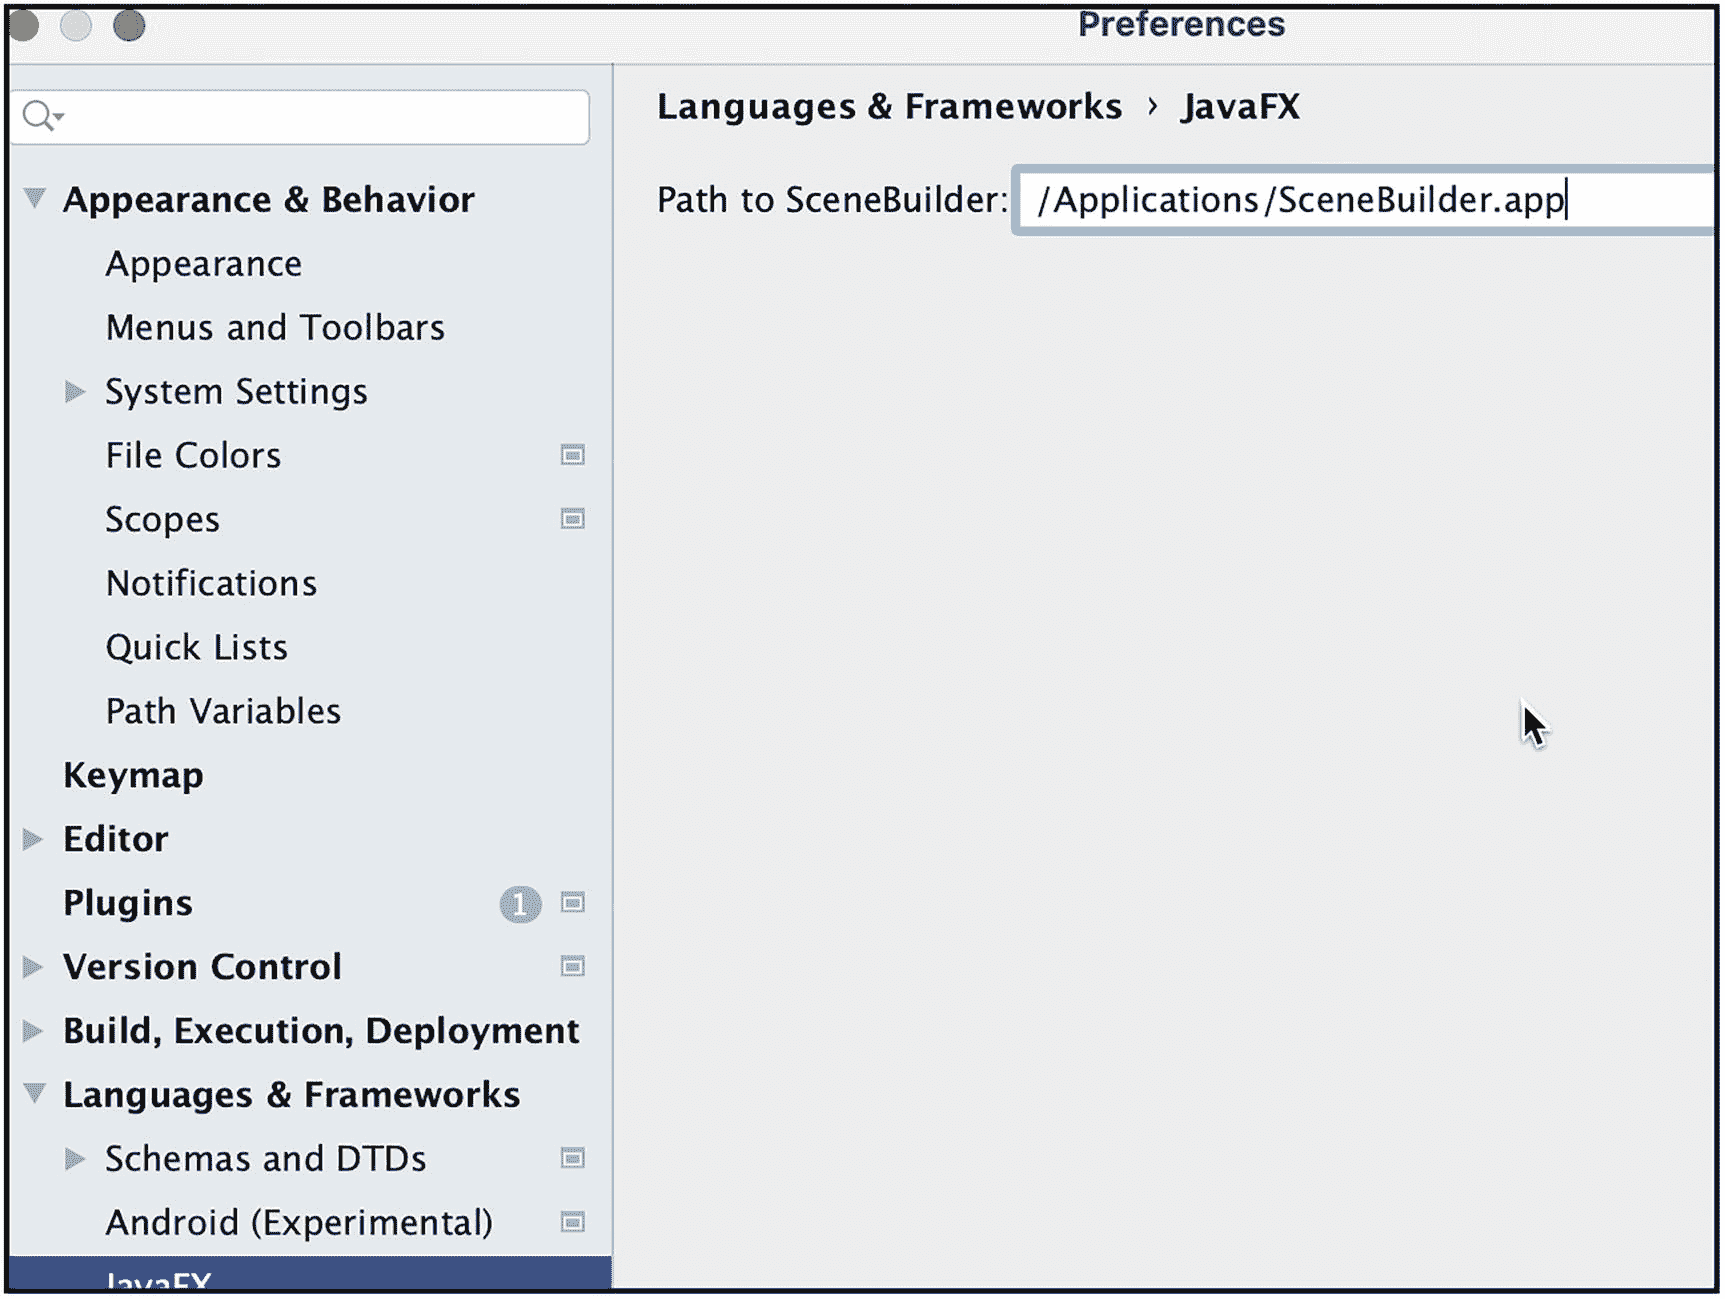 Preferences
Languages & Frameworks › JavaFX
Path to SceneBuilder: /Applications/SceneBuilder.app
Appearance & Behavior
Appearance
Menus and Toolbars
System Settings
File Colors
Scopes
Notifications
Quick Lists
Path Variables
Keymap
Editor
Plugins 1
Version Control
Build, Execution, Deployment
Languages & Frameworks
Schemas and DTDs
Android (Experimental)
JavaFX